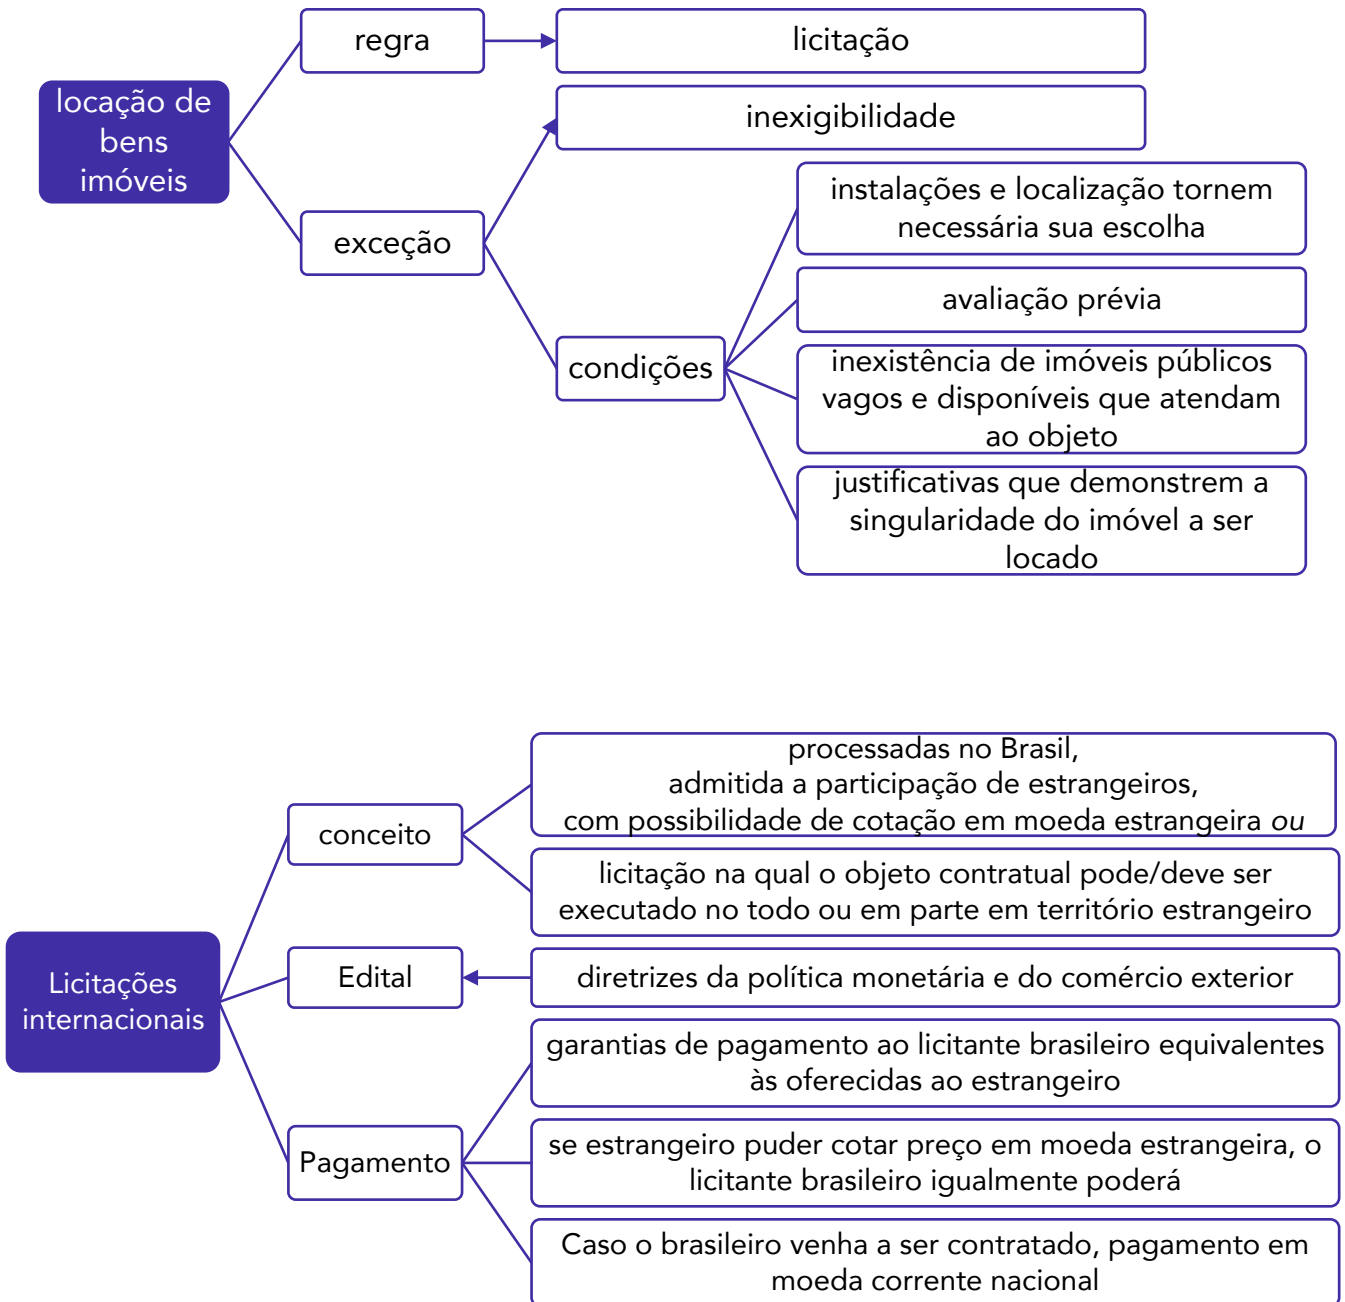 locação de
bens
imóveis
regra
licitação
exceção
inexigibilidade
condições
instalações e localização tornem
necessária sua escolha
avaliação prévia
inexistência de imóveis públicos
vagos e disponíveis que atendam
ao objeto
justificativas que demonstrem a
singularidade do imóvel a ser
locado
Licitações
internacionais
conceito
processadas no Brasil,
admitida a participação de estrangeiros,
com possibilidade de cotação em moeda estrangeira ou
licitação na qual o objeto contratual pode/deve ser
executado no todo ou em parte em território estrangeiro
Edital
diretrizes da política monetária e do comércio exterior
Pagamento
garantias de pagamento ao licitante brasileiro equivalentes
às oferecidas ao estrangeiro
se estrangeiro puder cotar preço em moeda estrangeira, o
licitante brasileiro igualmente poderá
Caso o brasileiro venha a ser contratado, pagamento em
moeda corrente nacional